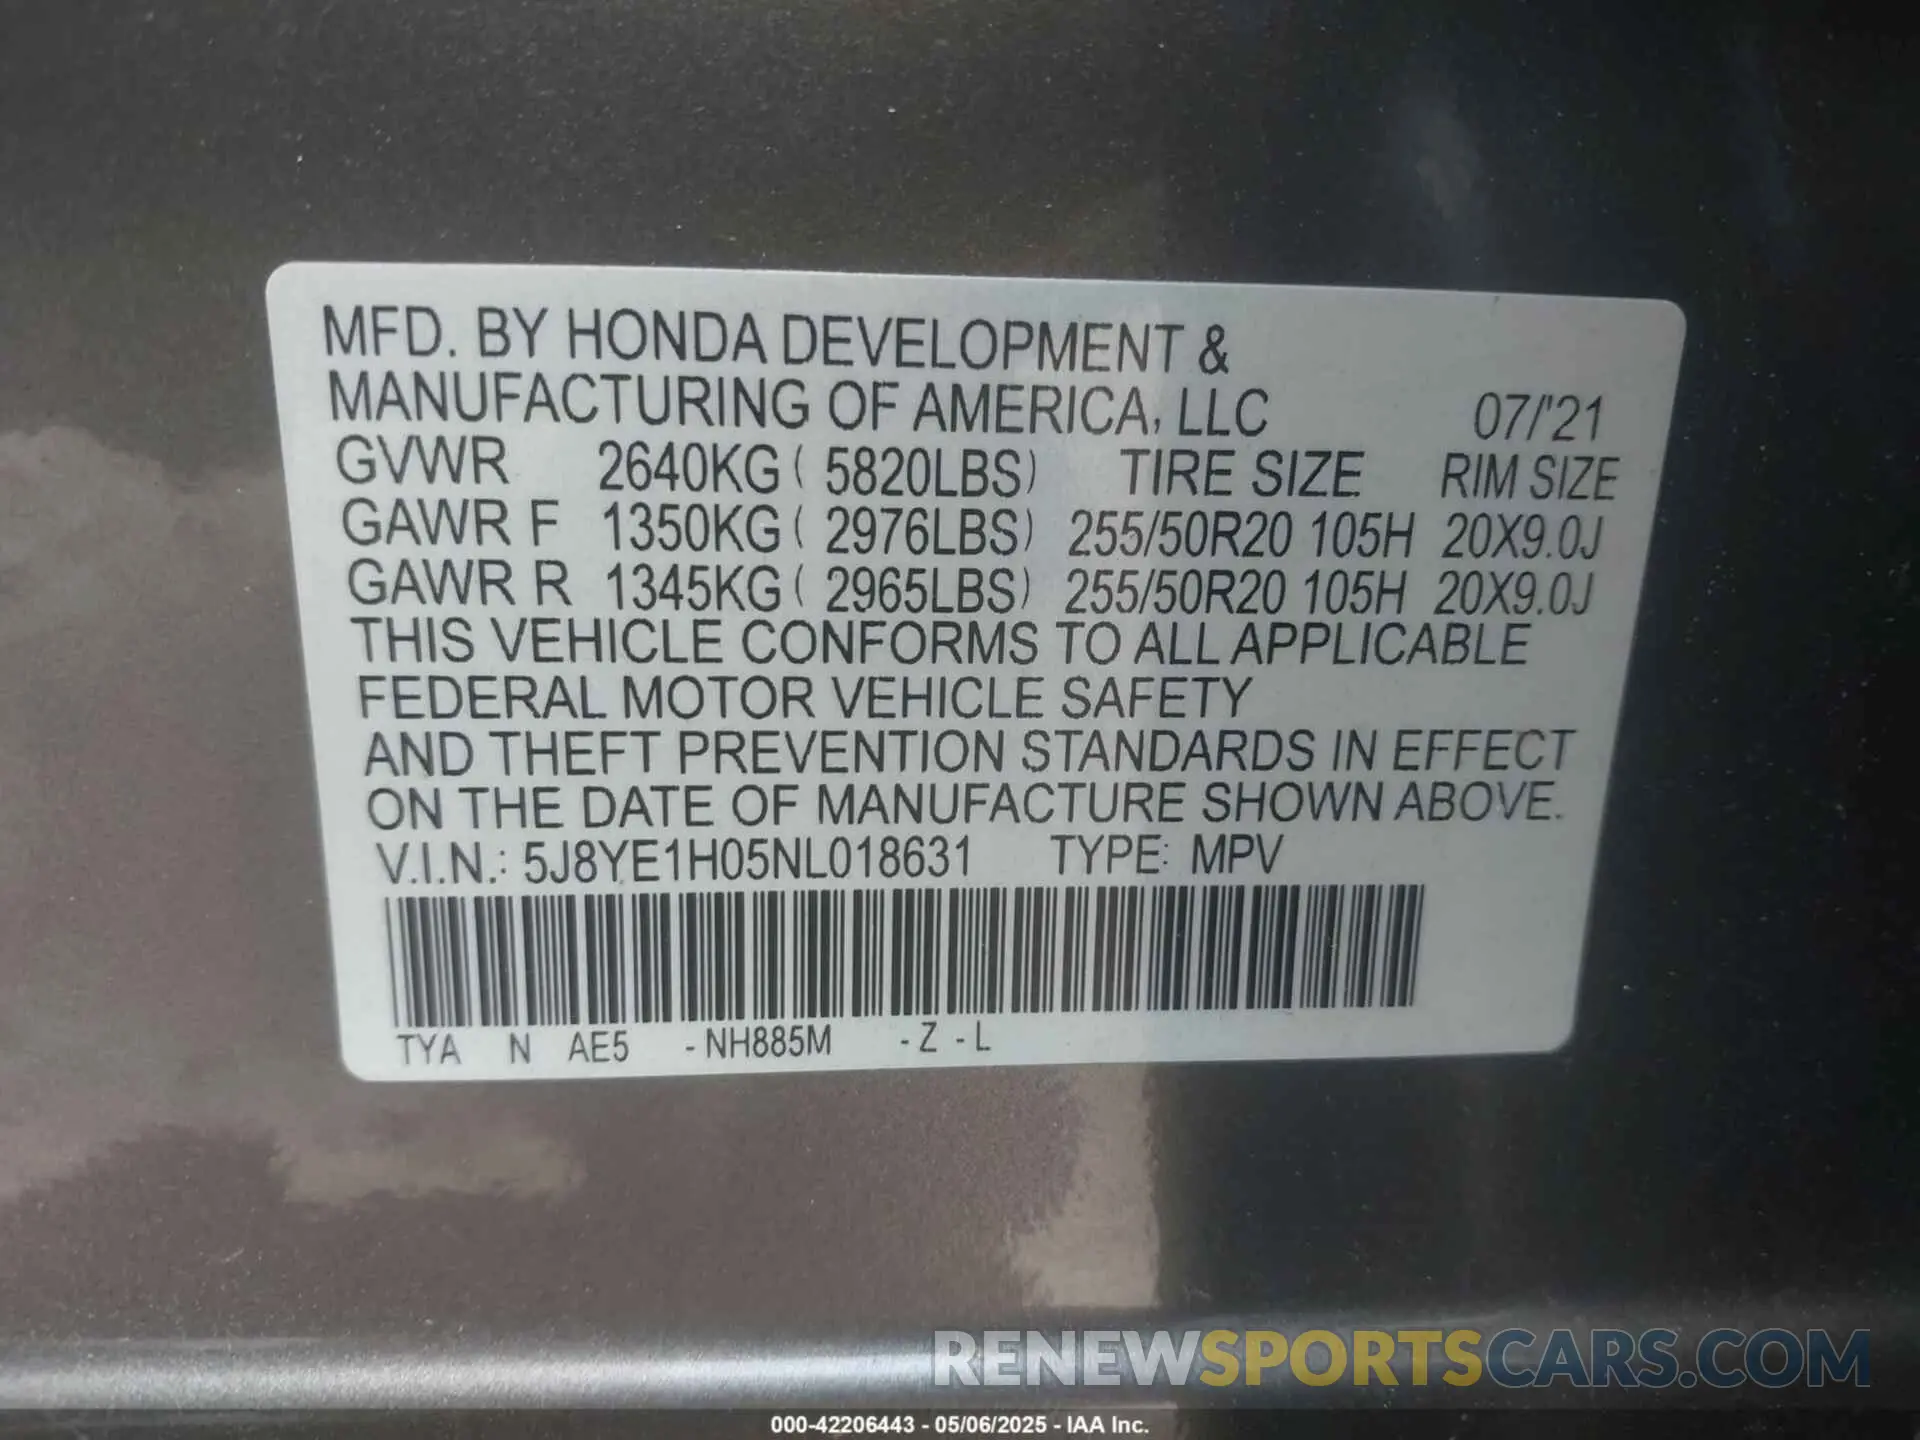 MFD. BY HONDA DEVELOPMENT &
MANUFACTURING OF AMERICA, LLC 07/'21
GVWR 2640KG ( 5820LBS) TIRE SIZE RIM SIZE
GAWR F 1350KG ( 2976LBS) 255/50R20 105H 20X9.0J
GAWR R 1345KG ( 2965LBS) 255/50R20 105H 20X9.0J
THIS VEHICLE CONFORMS TO ALL APPLICABLE
FEDERAL MOTOR VEHICLE SAFETY
AND THEFT PREVENTION STANDARDS IN EFFECT
ON THE DATE OF MANUFACTURE SHOWN ABOVE.
V.I.N.: 5J8YE1H05NL018631 TYPE: MPV
TYA N AE5 - NH885M - Z - L
RENEWSPORTSCARS.COM
000-42206443 - 05/06/2025 - IAA Inc.